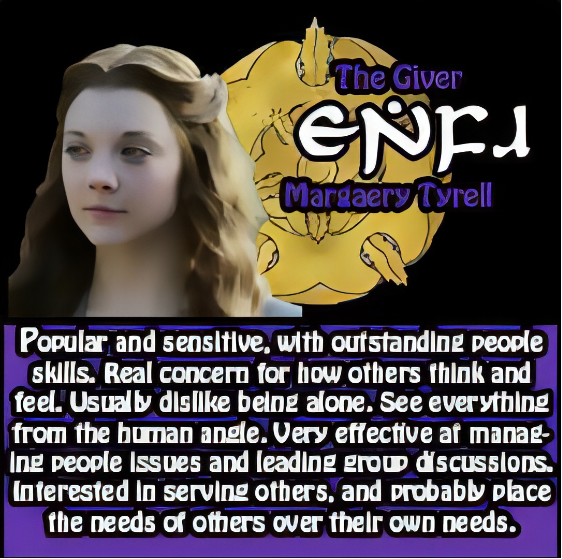 The Giver
ENFJ
Margaery Tyrell
Popular and sensitive, with outstanding people
skills. Real concern for how others think and
feel. Usually dislike being alone. See everything
from the human angle. Very effective at manag-
ing people issues and leading group discussions.
Interested in serving others, and probably place
the needs of others over their own needs.